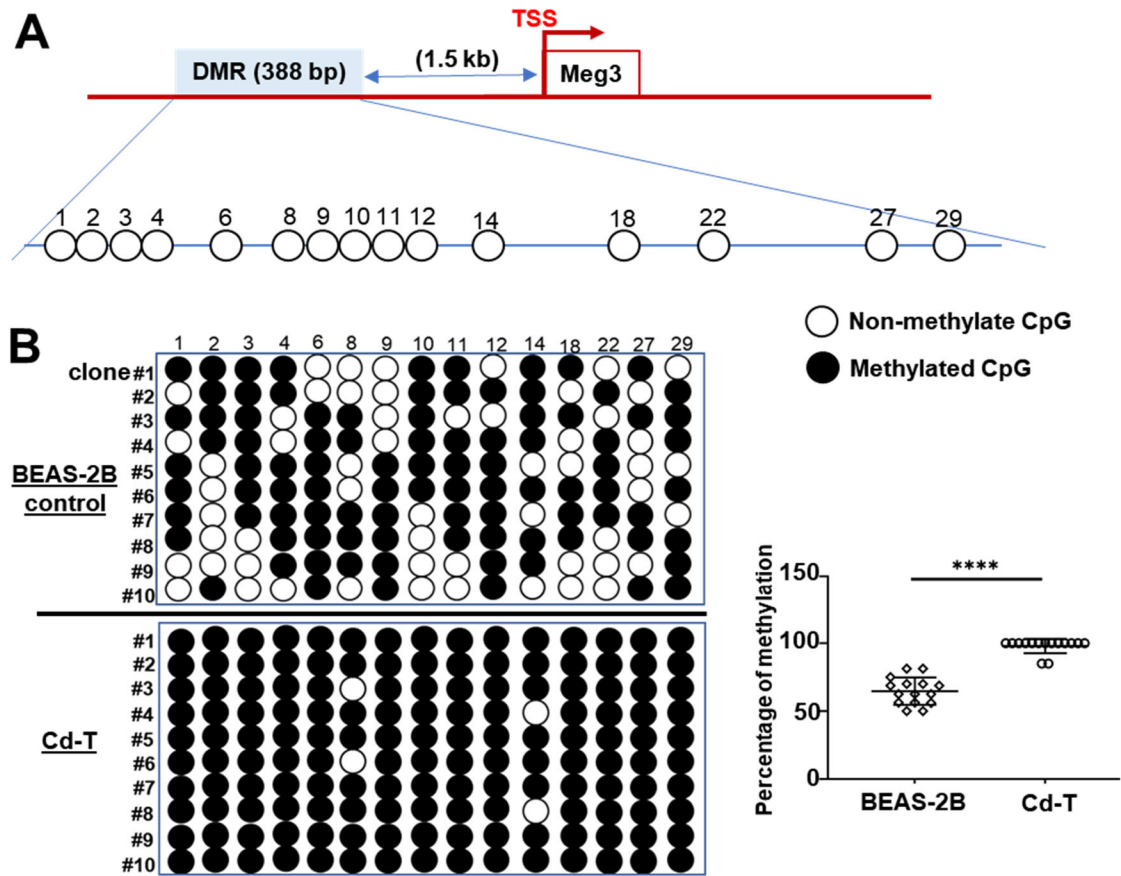 A
TSS
DMR (388 bp)
(1.5 kb)
Meg3
1 2 3 4 6 8 9 10 11 12 14 18 22 27 29
Non-methylate CpG
Methylated CpG
B
1 2 3 4 6 8 9 10 11 12 14 18 22 27 29
clone #1
#2
#3
#4
#5
#6
#7
#8
#9
#10
BEAS-2B
control
#1
#2
#3
#4
#5
#6
#7
#8
#9
#10
Cd-T
Percentage of methylation
150
100
50
0
****
BEAS-2B
Cd-T